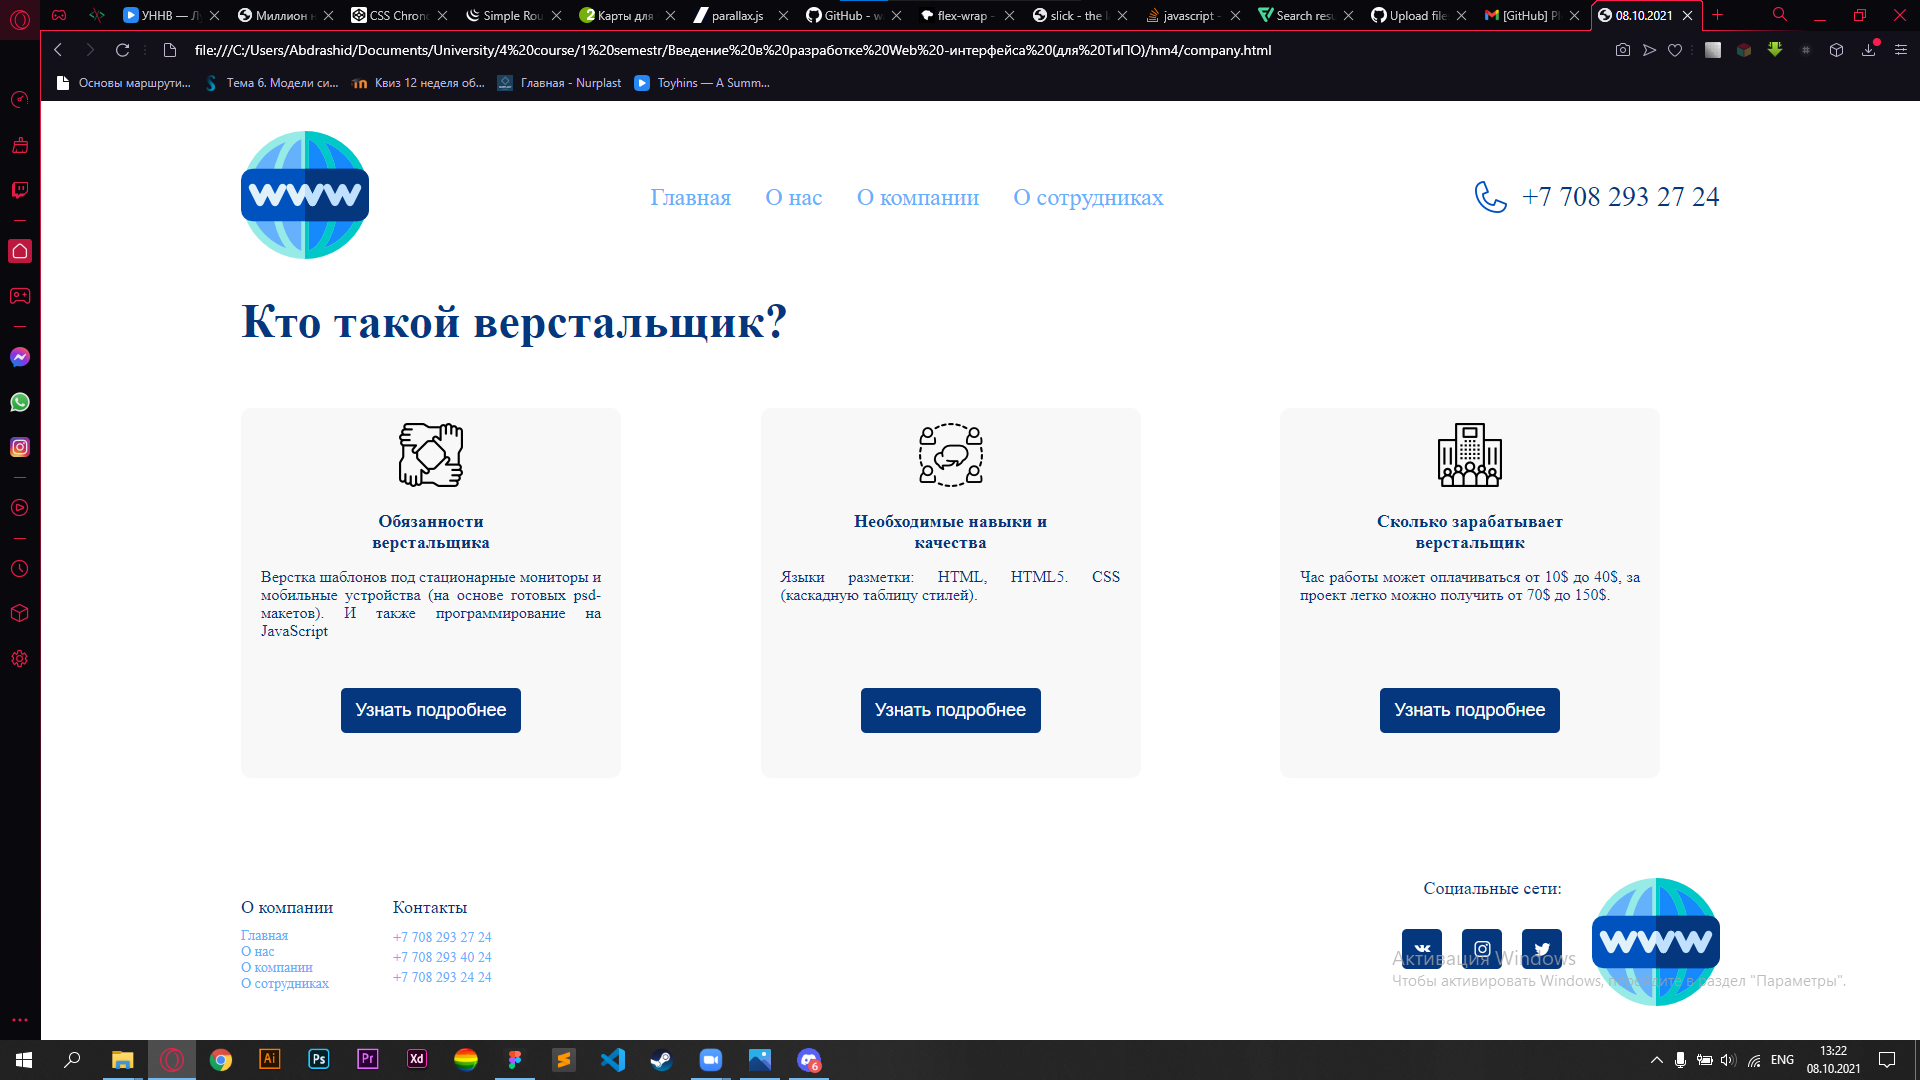 УННВ — Л
Миллион н
CSS Chron
Simple Rou
Карты для
parallax.js
GitHub - w
flex-wrap -
slick - the l
javascript -
Search resu
Upload file
[GitHub] Pl
08.10.2021
file:///C:/Users/Abdrashid/Documents/University/4%20course/1%20semestr/Введение%20в%20разработке%20Web%20-интерфейса%20(для%20ТиПО)/hm4/company.html
Основы маршрути...
Тема 6. Модели си...
Квиз 12 неделя об...
Главная - Nurplast
Toyhins — A Summ...
www
Главная О нас О компании О сотрудниках
+7 708 293 27 24
Кто такой верстальщик?
Обязанности
верстальщика
Верстка шаблонов под стационарные мониторы и
мобильные устройства (на основе готовых psd-
макетов). И также программирование на
JavaScript
Узнать подробнее
Необходимые навыки и
качества
Языки разметки: HTML, HTML5. CSS
(каскадную таблицу стилей).
Узнать подробнее
Сколько зарабатывает
верстальщик
Час работы может оплачиваться от 10$ до 40$, за
проект легко можно получить от 70$ до 150$.
Узнать подробнее
О компании
Главная
О нас
О компании
О сотрудниках
Контакты
+7 708 293 27 24
+7 708 293 40 24
+7 708 293 24 24
Социальные сети:
www
Активация Windows
Чтобы активировать Windows, перейдите в раздел "Параметры".
Ai
Ps
Pr
Xd
6
ENG
13:22
08.10.2021